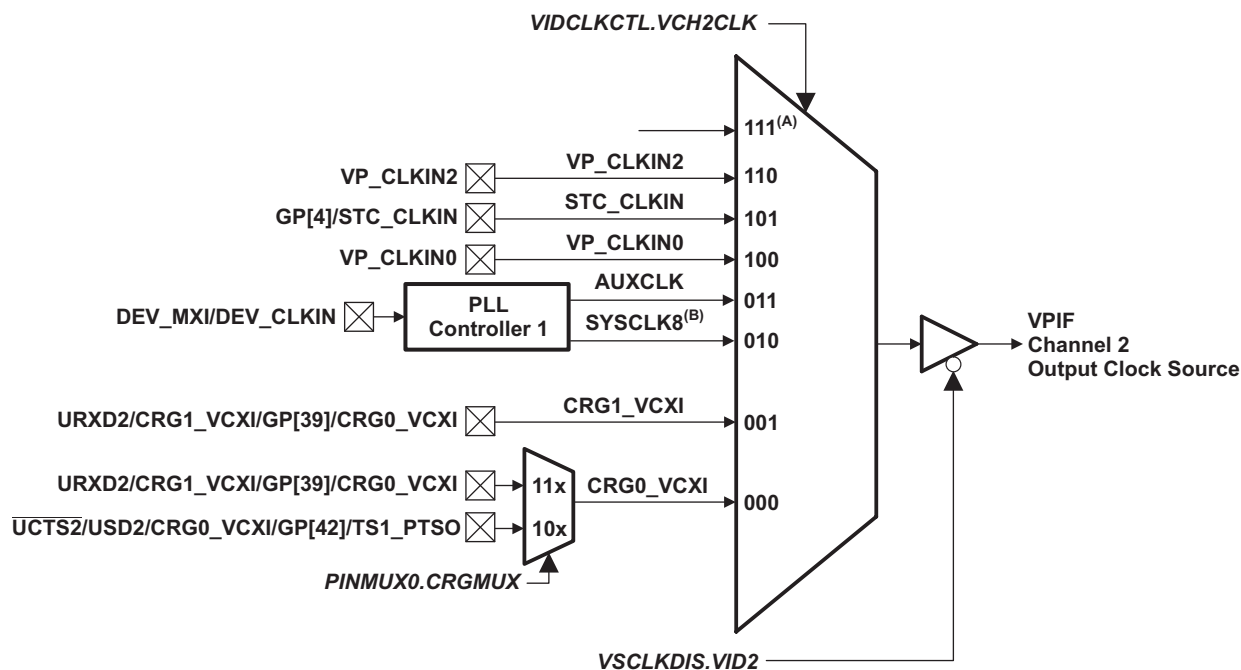 VIDCLKCTL.VCH2CLK
111(A)
VP_CLKIN2 VP_CLKIN2 110
GP[4]/STC_CLKIN STC_CLKIN 101
VP_CLKIN0 VP_CLKIN0 100
DEV_MXI/DEV_CLKIN
PLL
Controller 1
AUXCLK 011
SYSCLK8(B) 010
VPIF
Channel 2
Output Clock Source
URXD2/CRG1_VCXI/GP[39]/CRG0_VCXI CRG1_VCXI 001
URXD2/CRG1_VCXI/GP[39]/CRG0_VCXI 11x
CRG0_VCXI 000
UCTS2/USD2/CRG0_VCXI/GP[42]/TS1_PTSO 10x
PINMUX0.CRGMUX
VSCLKDIS.VID2